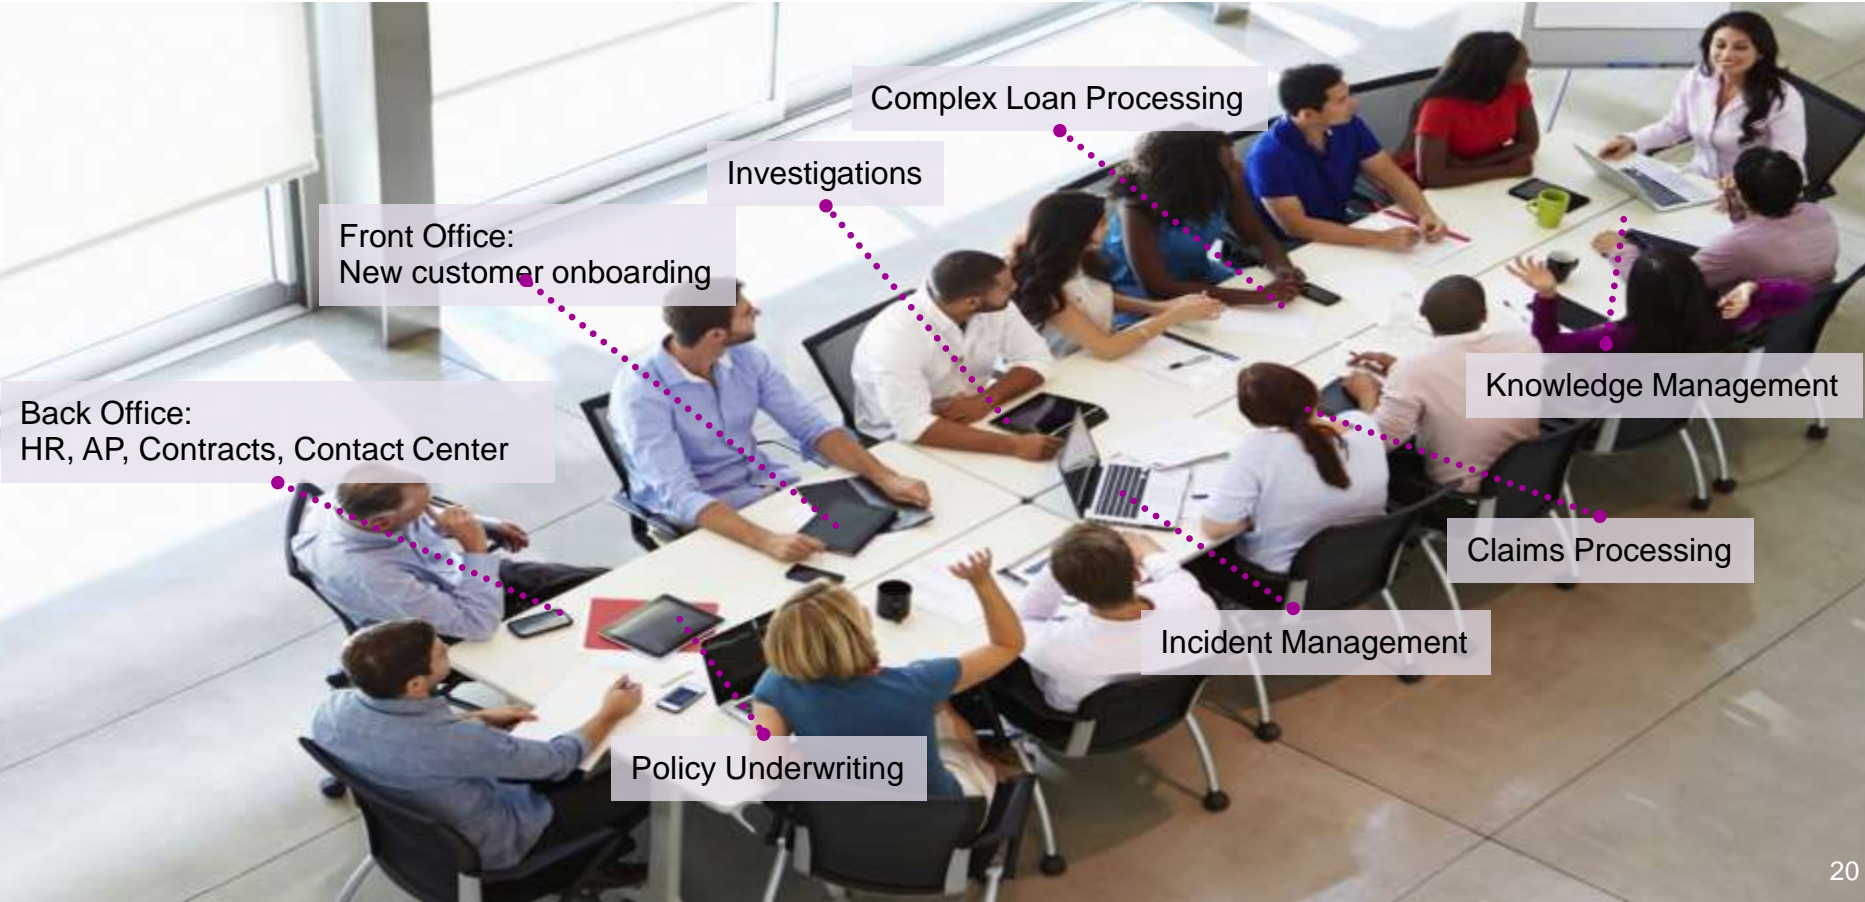 Complex Loan Processing
Investigations
Front Office:
New customer onboarding
Back Office:
HR, AP, Contracts, Contact Center
Knowledge Management
Claims Processing
Incident Management
Policy Underwriting
20